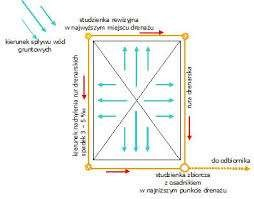 studzienka rewizyjna
w najwyższym miejscu drenażu
kierunek spływu wód
gruntowych
kierunek nachylenia rur drenarskich
spadek 3 – 5 ‰
rura drenarska
do odbiornika
studzienka zbiorcza
z osadnikiem
w najniższym punkcie drenażu